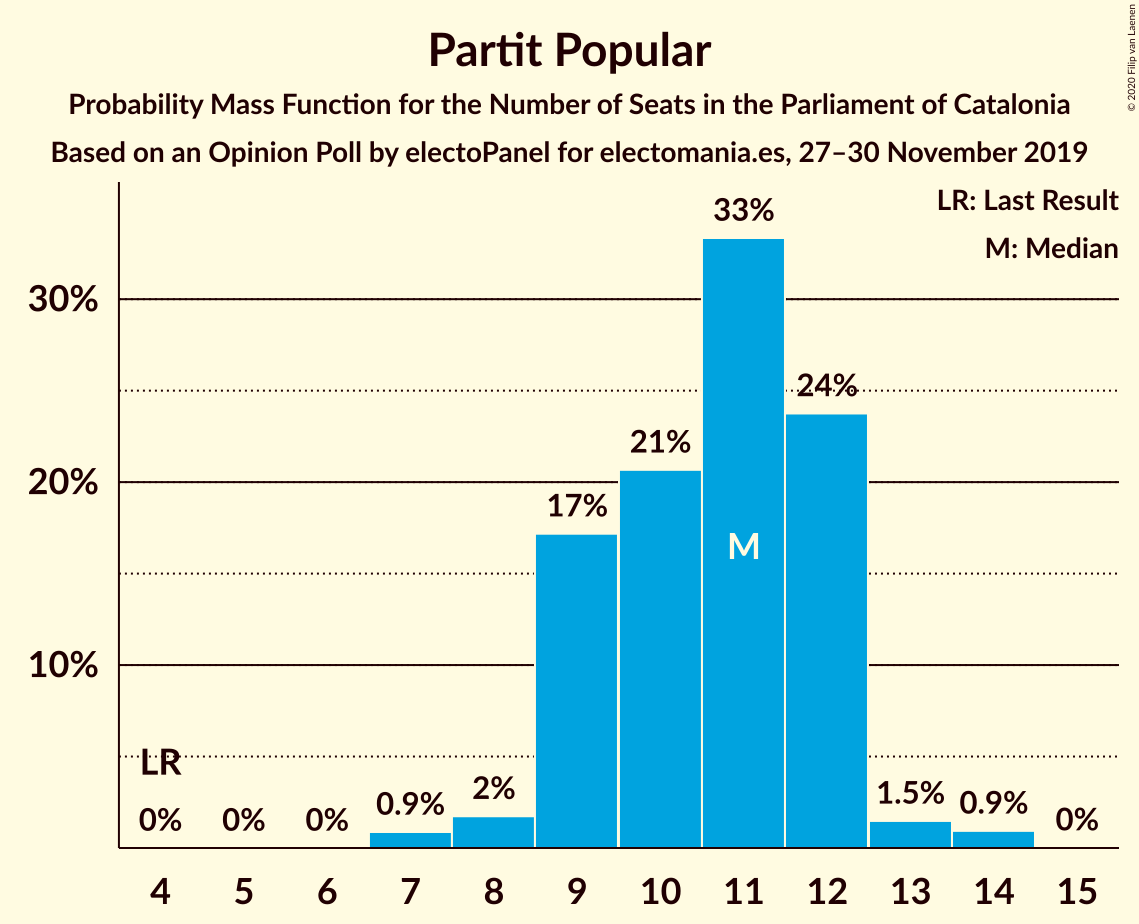 Partit Popular
Probability Mass Function for the Number of Seats in the Parliament of Catalonia
Based on an Opinion Poll by electoPanel for electomania.es, 27–30 November 2019
© 2020 Filip van Laenen
LR: Last Result
M: Median
33%
30%
24%
21%
20%
17%
M
10%
LR
0%
0%
0%
0.9%
2%
1.5%
0.9%
0%
4 5 6 7 8 9 10 11 12 13 14 15